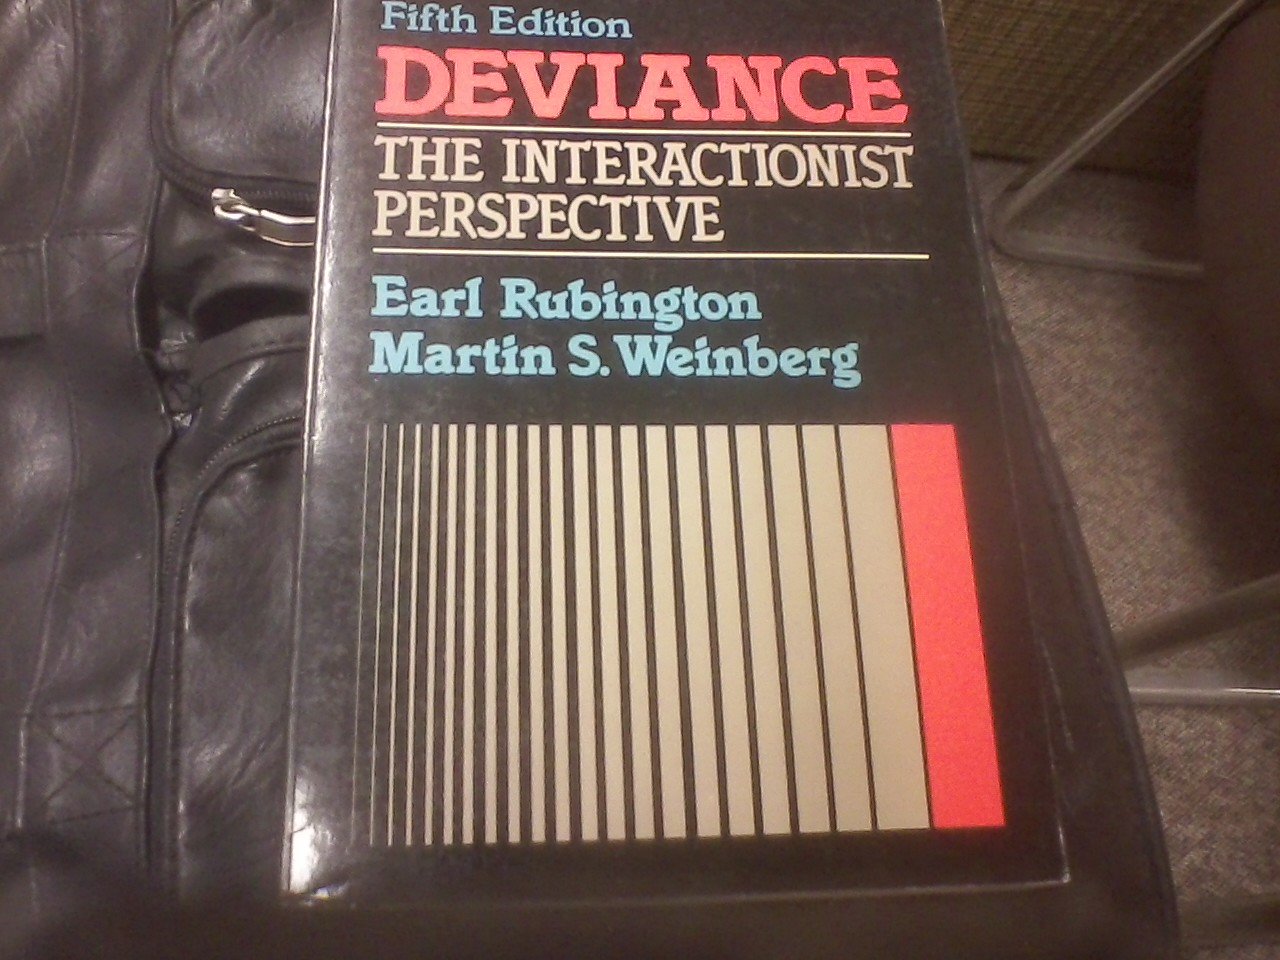 Fifth Edition
DEVIANCE
THE INTERACTIONIST
PERSPECTIVE
Earl Rubington
Martin S. Weinberg